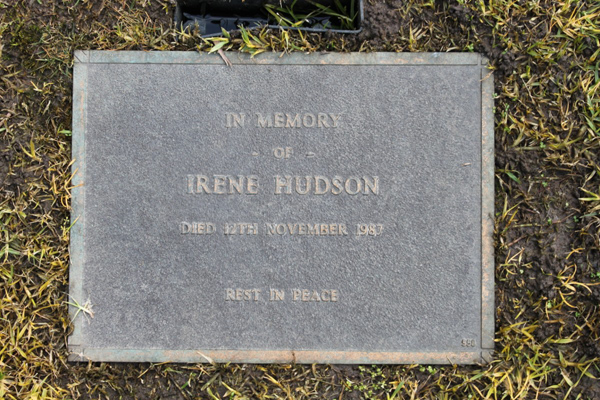 IN MEMORY
- OF -
IRENE HUDSON
DIED 12TH NOVEMBER 1987
REST IN PEACE